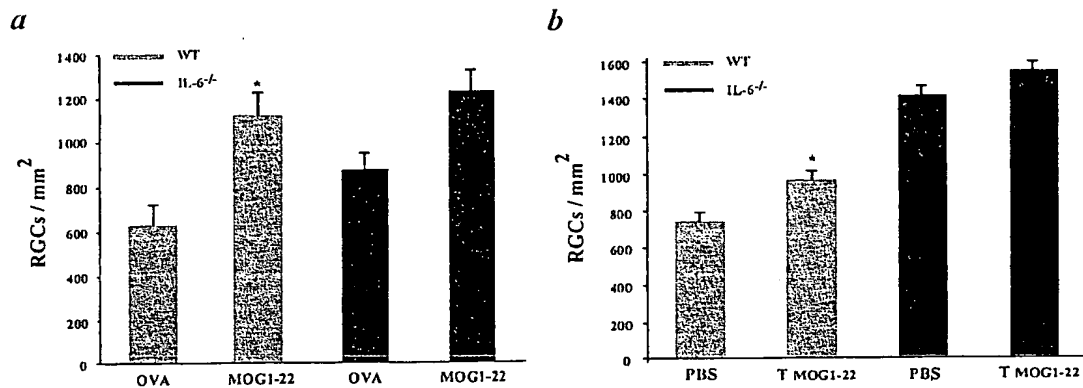 a
WT
IL-6-/-
RGCs / mm2
1400
1200
1000
800
600
400
200
0
*
OVA
MOG1-22
OVA
MOG1-22
b
WT
IL-6-/-
RGCs / mm2
1600
1400
1200
1000
800
600
400
200
0
*
PBS
T MOG1-22
PBS
T MOG1-22